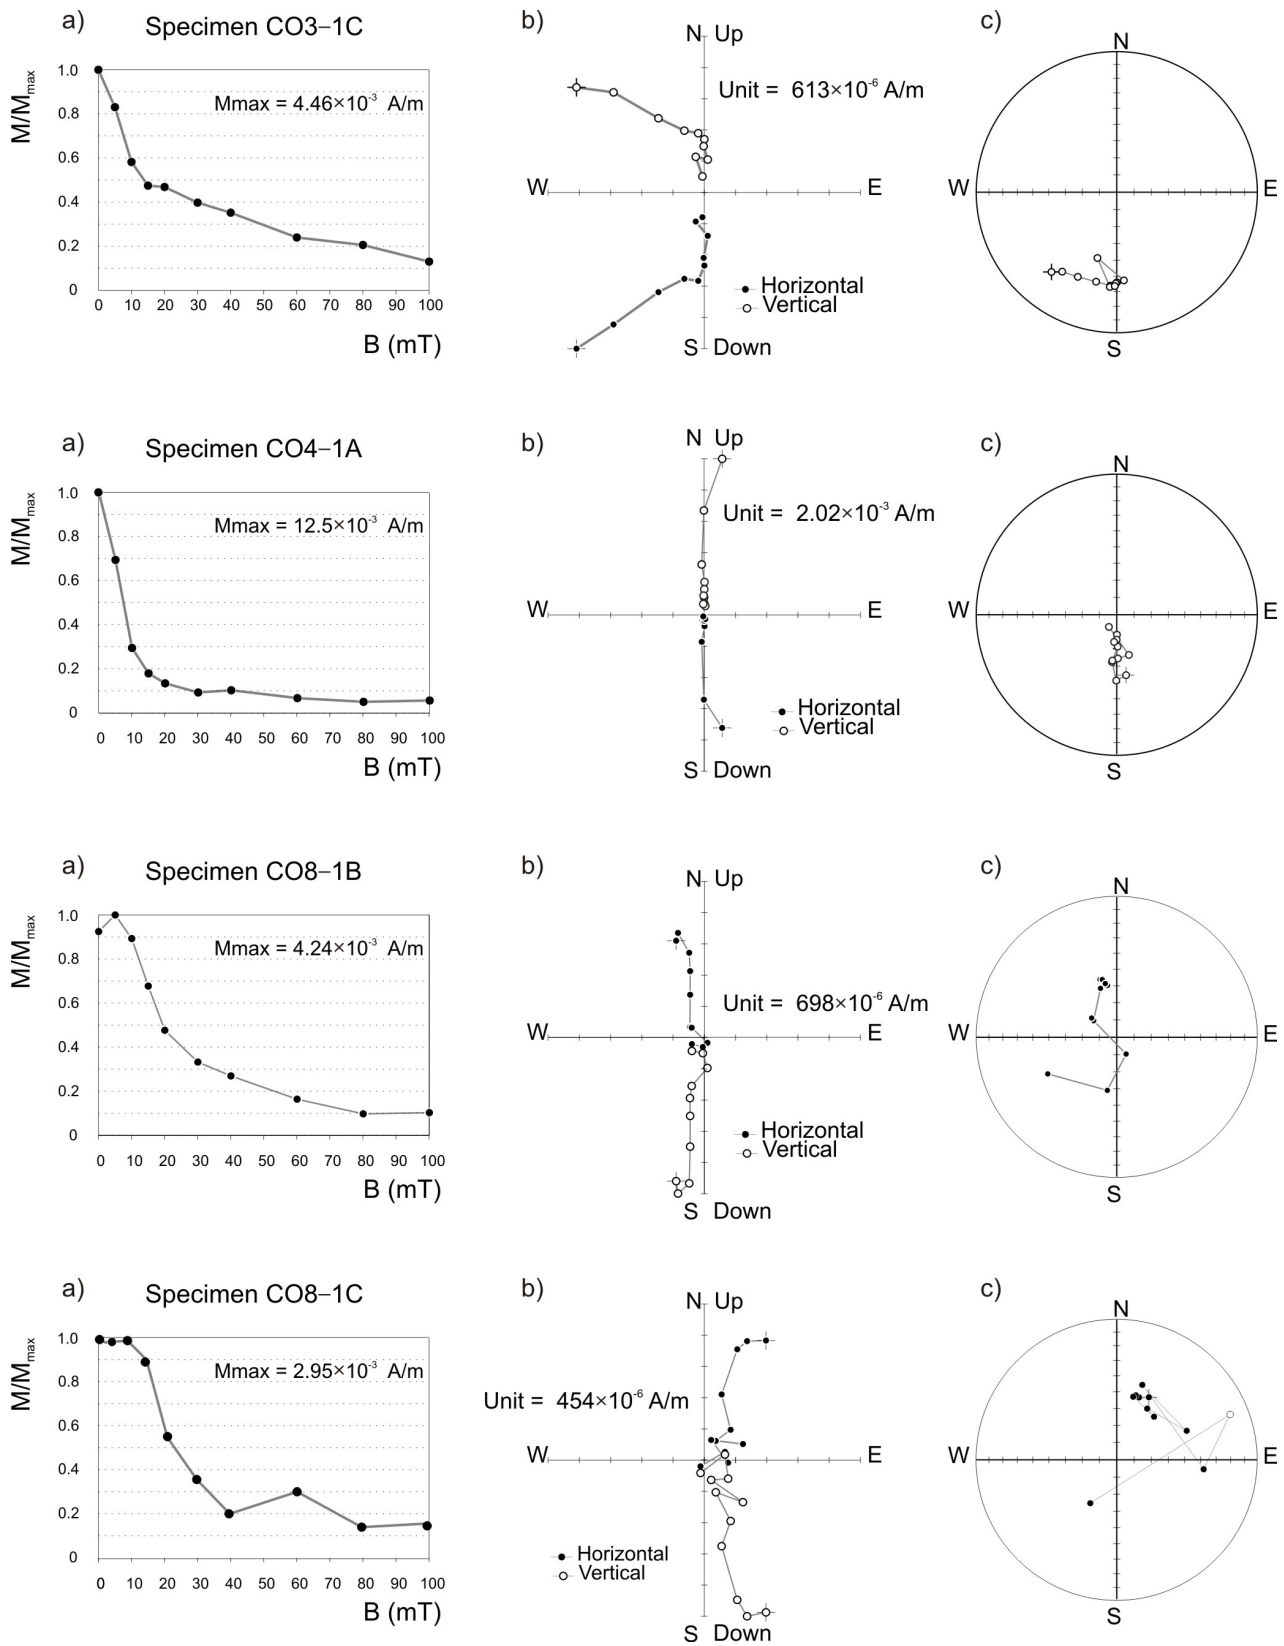 a) Specimen CO3–1C
M/Mmax
1.0
0.8
0.6
0.4
0.2
0
Mmax = 4.46×10-3 A/m
0 10 20 30 40 50 60 70 80 90 100
B (mT)
b)
N Up
Unit = 613×10-6 A/m
W E
Horizontal
Vertical
S Down
c)
N
W E
S
a) Specimen CO4–1A
M/Mmax
1.0
0.8
0.6
0.4
0.2
0
Mmax = 12.5×10-3 A/m
0 10 20 30 40 50 60 70 80 90 100
B (mT)
b)
N Up
Unit = 2.02×10-3 A/m
W E
Horizontal
Vertical
S Down
c)
N
W E
S
a) Specimen CO8–1B
M/Mmax
1.0
0.8
0.6
0.4
0.2
0
Mmax = 4.24×10-3 A/m
0 10 20 30 40 50 60 70 80 90 100
B (mT)
b)
N Up
W E
Unit = 698×10-6 A/m
Horizontal
Vertical
S Down
c)
N
W E
S
a) Specimen CO8–1C
M/Mmax
1.0
0.8
0.6
0.4
0.2
0
Mmax = 2.95×10-3 A/m
0 10 20 30 40 50 60 70 80 90 100
B (mT)
b)
N Up
Unit = 454×10-6 A/m
W E
Horizontal
Vertical
S Down
c)
N
W E
S